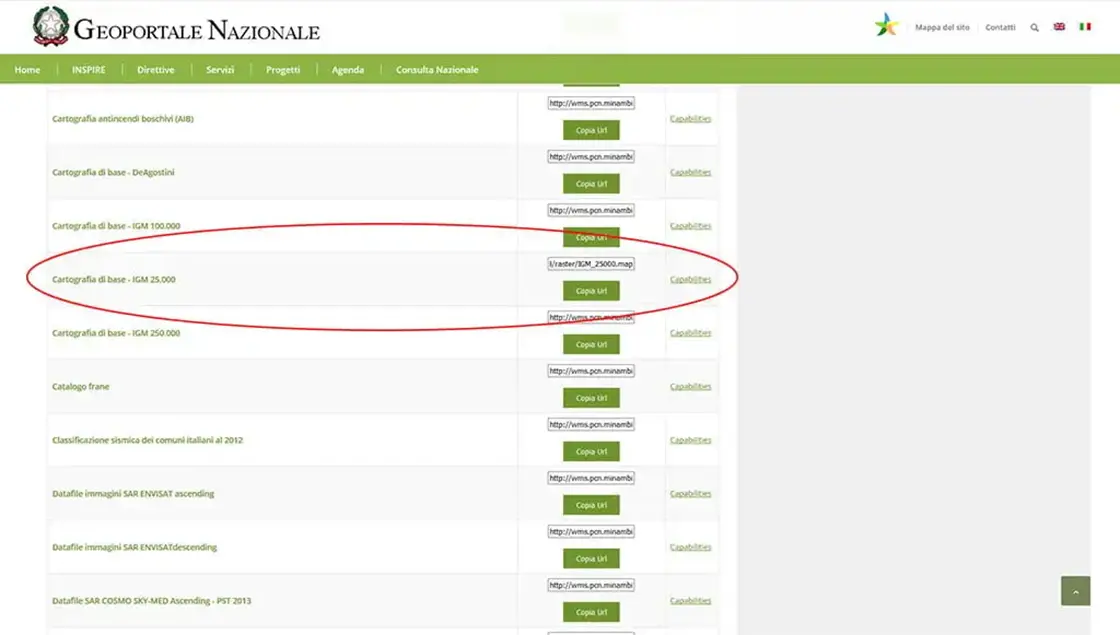 GEOPORTALE NAZIONALE
Mappa del sito Contatti
Home INSPIRE Direttive Servizi Progetti Agenda Consulta Nazionale
http://wms.pcn.minambi
Cartografia antincendi boschivi (AIB) Capabilities
Copia Url
http://wms.pcn.minambi
Cartografia di base - DeAgostini Capabilities
Copia Url
http://wms.pcn.minambi
Cartografia di base - IGM 100.000 Capabilities
Copia Url
l/raster/IGM_25000.map
Cartografia di base - IGM 25.000 Capabilities
Copia Url
http://wms.pcn.minambi
Cartografia di base - IGM 250.000 Capabilities
Copia Url
http://wms.pcn.minambi
Catalogo frane Capabilities
Copia Url
http://wms.pcn.minambi
Classificazione sismica dei comuni italiani al 2012 Capabilities
Copia Url
http://wms.pcn.minambi
Datafile immagini SAR ENVISAT ascending Capabilities
Copia Url
http://wms.pcn.minambi
Datafile immagini SAR ENVISATdescending Capabilities
Copia Url
http://wms.pcn.minambi
Datafile SAR COSMO SKY-MED Ascending - PST 2013 Capabilities
Copia Url